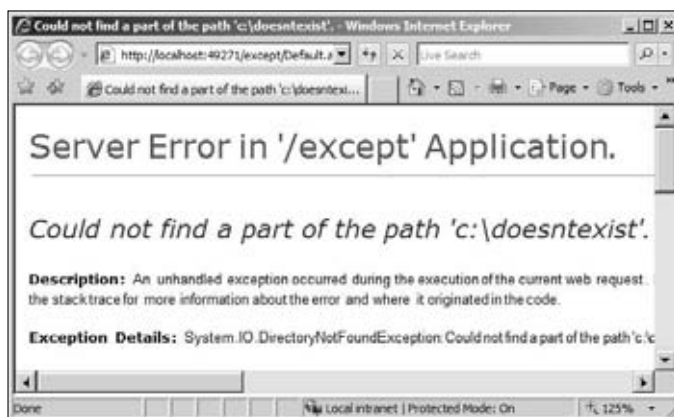 Could not find a part of the path 'c:\doesntexist'. - Windows Internet Explorer
http://localhost:49271/except/Default.a
Live Search
Could not find a part of the path 'c:\doesntexi...
Page
Tools
Server Error in '/except' Application.
Could not find a part of the path 'c:\doesntexist'.
Description: An unhandled exception occurred during the execution of the current web request.
the stack trace for more information about the error and where it originated in the code.
Exception Details: System.IO.DirectoryNotFoundException: Could not find a part of the path 'c:\
Done
Local intranet | Protected Mode: On
125%